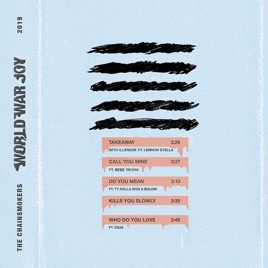 THE CHAINSMOKERS
WORLD WAR JOY
2019
TAKEAWAY 3:29
WITH ILLENIUM FT. LENNON STELLA
CALL YOU MINE 3:37
FT. BEBE REXHA
DO YOU MEAN 3:13
FT. TY DOLLA $IGN & BÜLOW
KILLS YOU SLOWLY 3:35
WHO DO YOU LOVE 3:46
FT. 5SOS